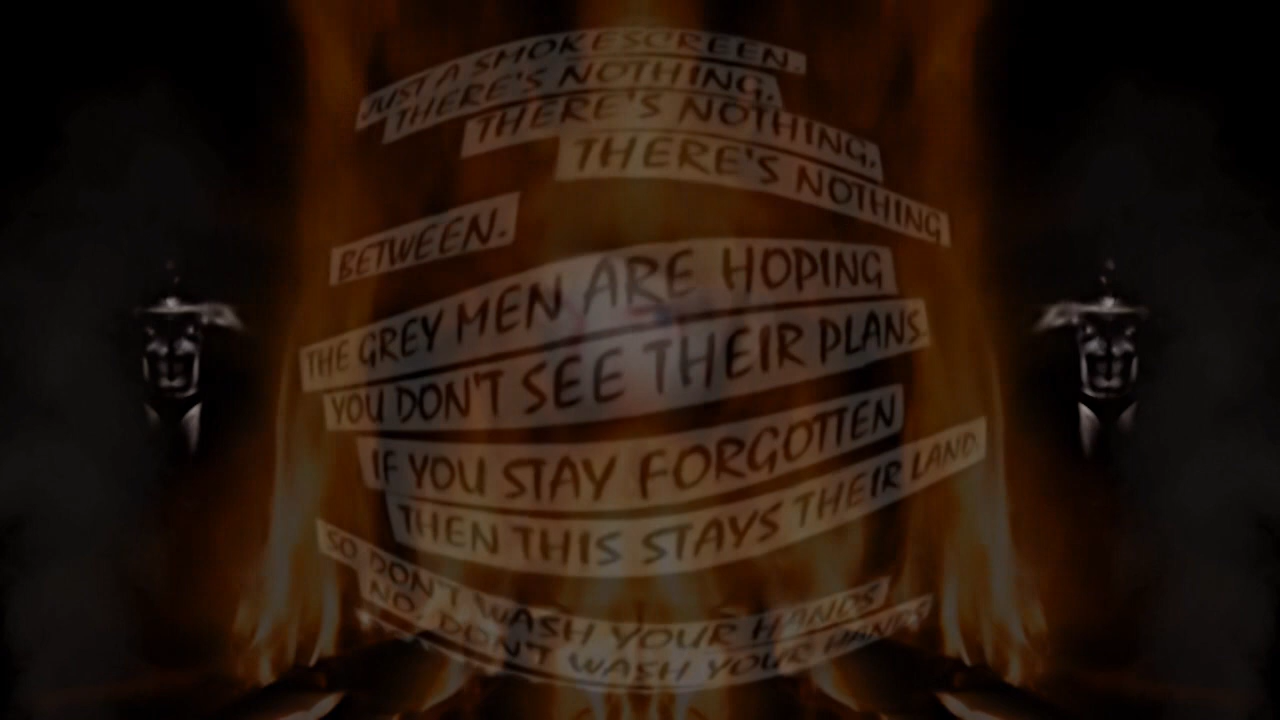 JUST A SMOKESCREEN.
THERE'S NOTHING.
THERE'S NOTHING.
THERE'S NOTHING
BETWEEN.
THE GREY MEN ARE HOPING
YOU DON'T SEE THEIR PLANS.
IF YOU STAY FORGOTTEN
THEN THIS STAYS THEIR LAND.
SO DON'T WASH YOUR HANDS
NO, DON'T WASH YOUR HANDS!